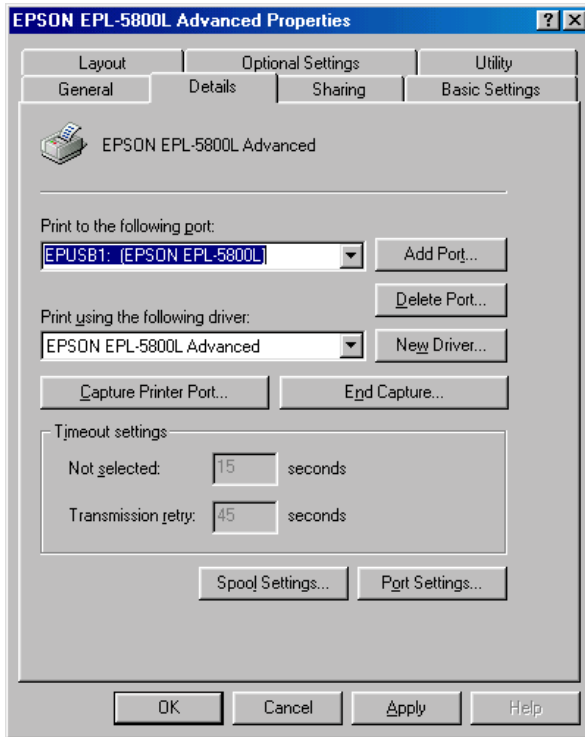 EPSON EPL-5800L Advanced Properties ? ×
Layout Optional Settings Utility
General Details Sharing Basic Settings
EPSON EPL-5800L Advanced
Print to the following port:
EPUSB1: (EPSON EPL-5800L) Add Port...
Delete Port...
Print using the following driver:
EPSON EPL-5800L Advanced New Driver...
Capture Printer Port... End Capture...
Timeout settings
Not selected: 15 seconds
Transmission retry: 45 seconds
Spool Settings... Port Settings...
OK Cancel Apply Help